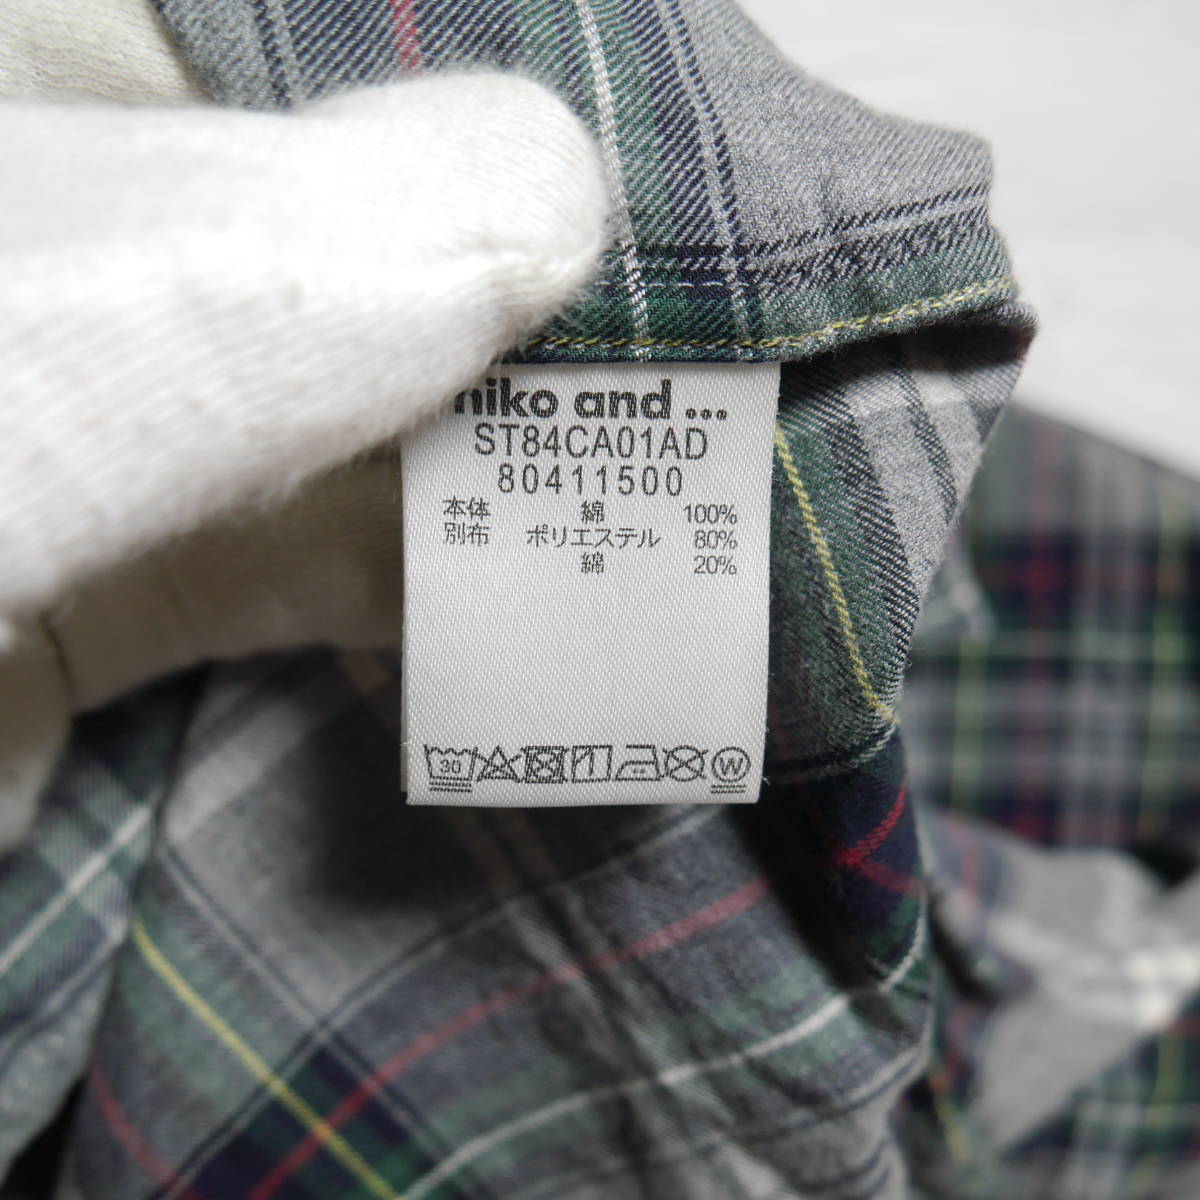 niko and ...
ST84CA01AD
80411500
本体 綿 100%
別布 ポリエステル 80%
綿 20%
30 W